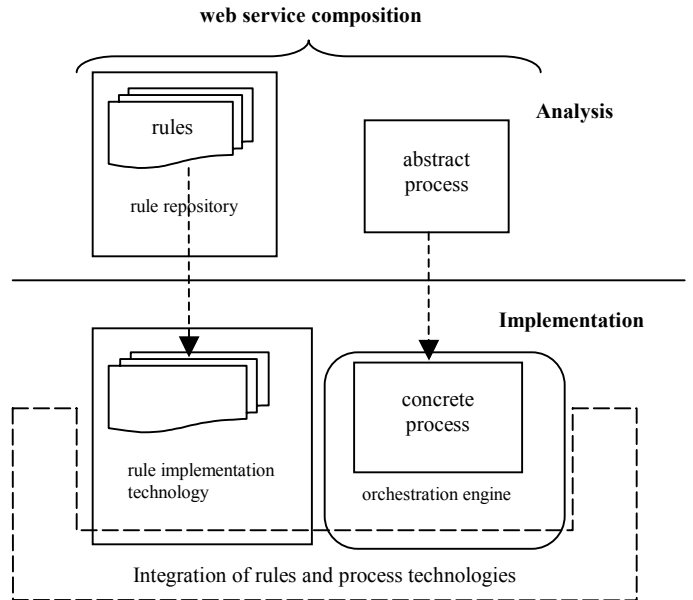 web service composition
Analysis
rules
rule repository
abstract
process
Implementation
concrete
process
rule implementation
technology
orchestration engine
Integration of rules and process technologies